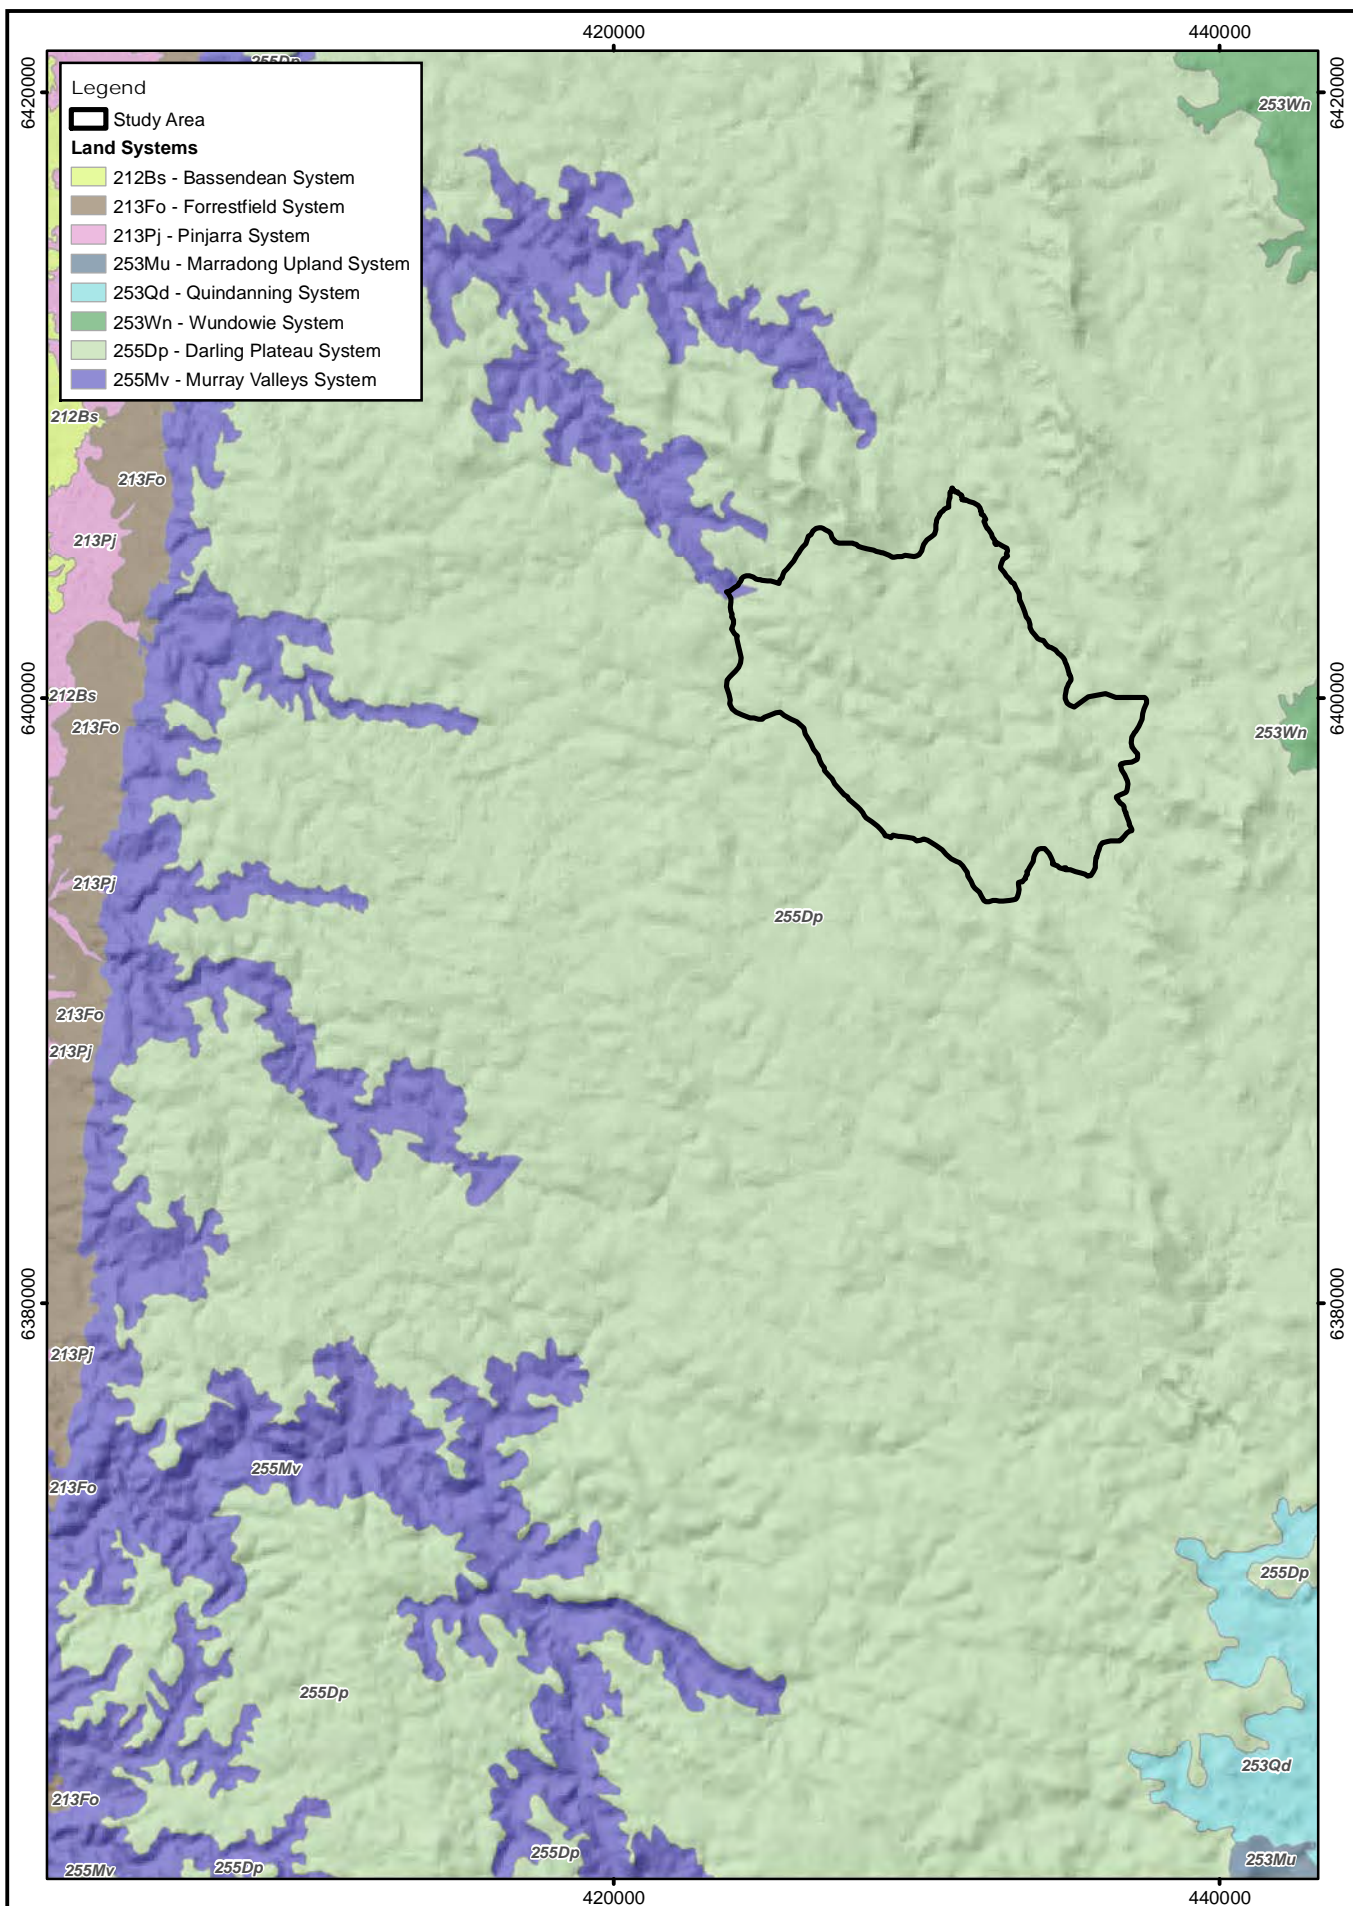 420000
440000
6420000
6420000
255Dp
Legend
Study Area
Land Systems
212Bs - Bassendean System
213Fo - Forrestfield System
213Pj - Pinjarra System
253Mu - Marradong Upland System
253Qd - Quindanning System
253Wn - Wundowie System
255Dp - Darling Plateau System
255Mv - Murray Valleys System
253Wn
212Bs
213Fo
213Pj
6400000
6400000
212Bs
213Fo
253Wn
213Pj
255Dp
213Fo
213Pj
6380000
6380000
213Pj
255Mv
213Fo
255Dp
255Dp
253Qd
213Fo
255Dp
253Mu
255Mv
255Dp
420000
440000